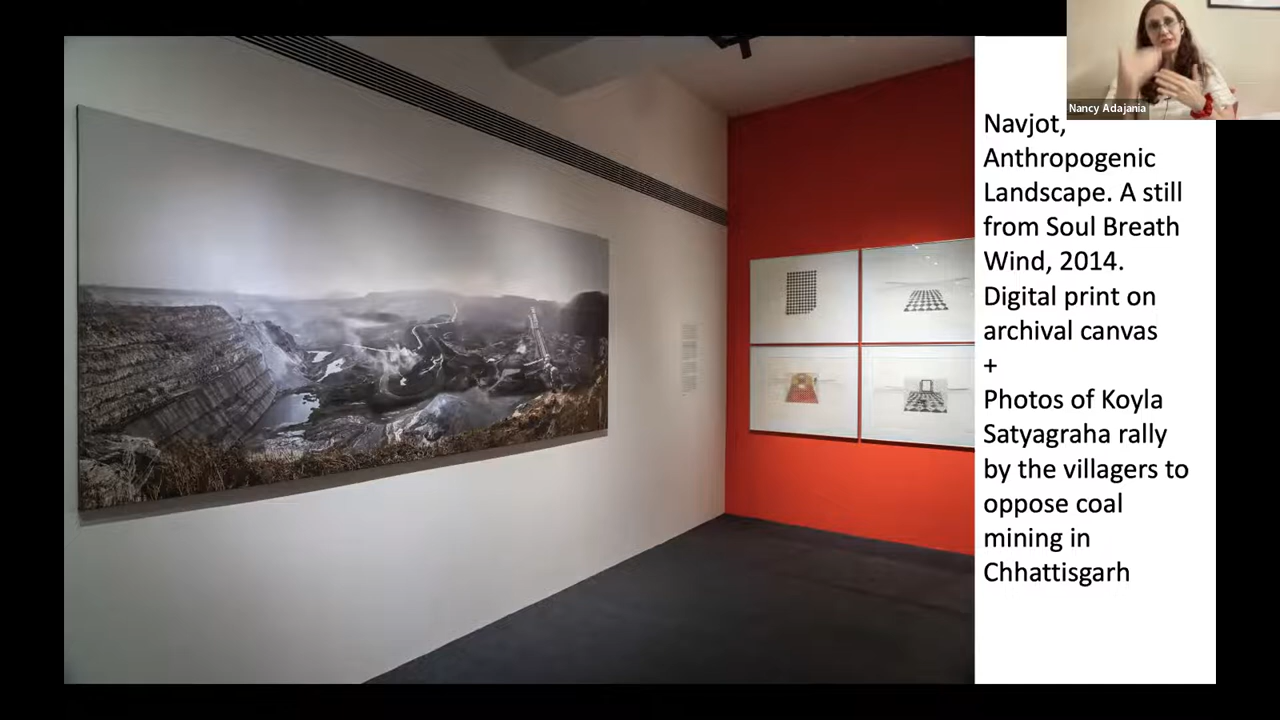 Nancy Adajania
Navjot,
Anthropogenic
Landscape. A still
from Soul Breath
Wind, 2014.
Digital print on
archival canvas
+
Photos of Koyla
Satyagraha rally
by the villagers to
oppose coal
mining in
Chhattisgarh